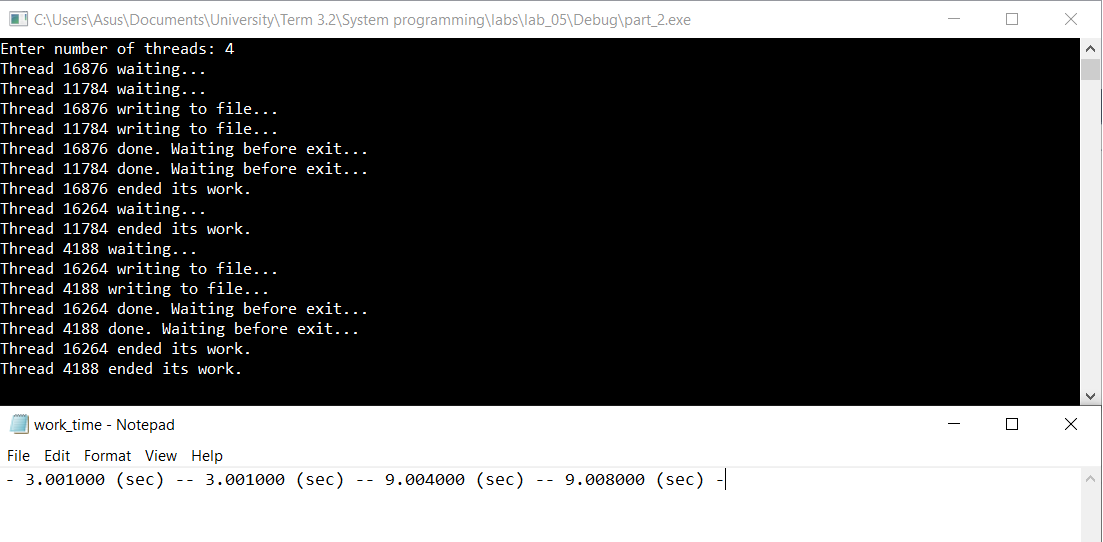 C:\Users\Asus\Documents\University\Term 3.2\System programming\labs\lab_05\Debug\part_2.exe
Enter number of threads: 4
Thread 16876 waiting...
Thread 11784 waiting...
Thread 16876 writing to file...
Thread 11784 writing to file...
Thread 16876 done. Waiting before exit...
Thread 11784 done. Waiting before exit...
Thread 16876 ended its work.
Thread 16264 waiting...
Thread 11784 ended its work.
Thread 4188 waiting...
Thread 16264 writing to file...
Thread 4188 writing to file...
Thread 16264 done. Waiting before exit...
Thread 4188 done. Waiting before exit...
Thread 16264 ended its work.
Thread 4188 ended its work.
work_time - Notepad
File Edit Format View Help
- 3.001000 (sec) -- 3.001000 (sec) -- 9.004000 (sec) -- 9.008000 (sec) -